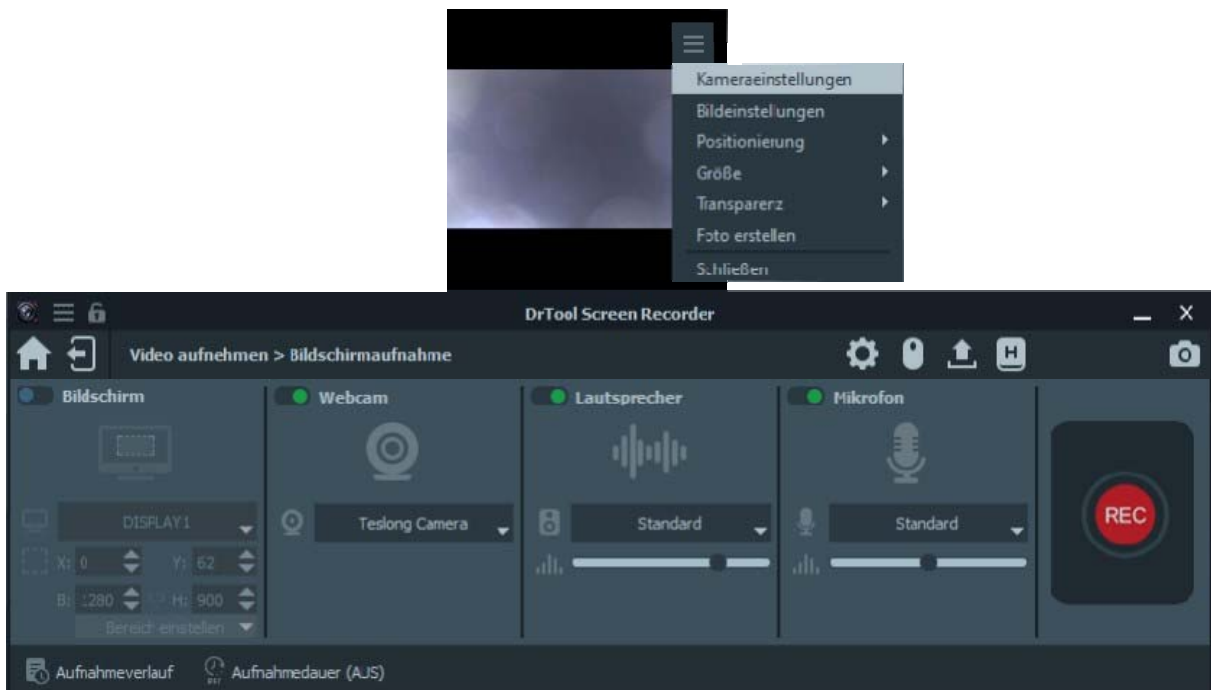 Kameraeinstellungen
Bildeinstellungen
Positionierung
Größe
Transparenz
Foto erstellen
Schließen
DrTool Screen Recorder
Video aufnehmen > Bildschirmaufnahme
H
Bildschirm
Webcam
Lautsprecher
Mikrofon
DISPLAY1
Teslong Camera
Standard
Standard
REC
X: 0 Y: 62
B: 1280 H: 900
Bereich einstellen
Aufnahmeverlauf
Aufnahmedauer (AUS)